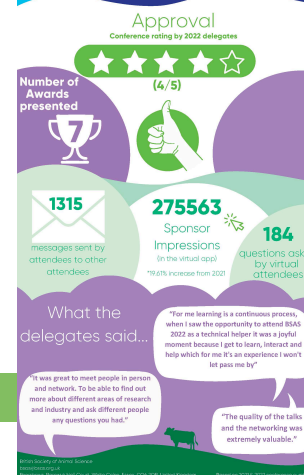 Approval
Conference rating by 2022 delegates
(4/5)
Number of
Awards
presented
7
1315
messages sent by
attendees to other
attendees
275563
Sponsor
Impressions
(in the virtual app)
*19.61% increase from 2021
184
questions ask
by virtual
attendees
What the
delegates said...
"For me learning is a continuous process,
when I saw the opportunity to attend BSAS
2022 as a technical helper it was a joyful
moment because i get to learn, interact and
help which for me it's an experience I won't
let pass me by"
"It was great to meet people in person
and network. To be able to find out
more about different areas of research
and industry and ask different people
any questions you had."
"The quality of the talks
and the networking was
extremely valuable."
British Society of Animal Science